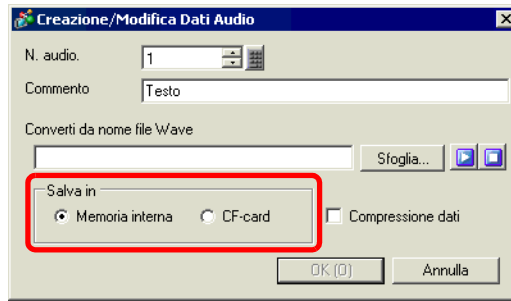 Creazione/Modifica Dati Audio
N. audio.
1
Commento
Testo
Converti da nome file Wave
Sfoglia...
Salva in
Memoria interna
CF-card
Compressione dati
OK (O)
Annulla